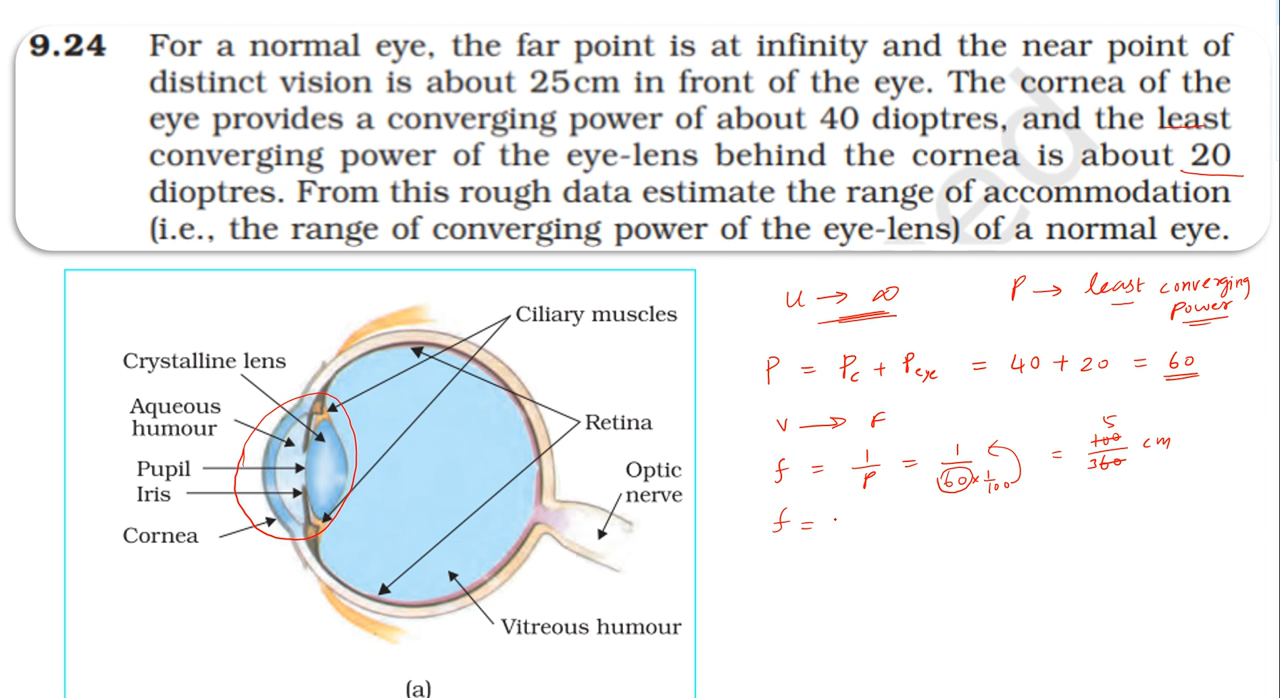 9.24 For a normal eye, the far point is at infinity and the near point of
distinct vision is about 25cm in front of the eye. The cornea of the
eye provides a converging power of about 40 dioptres, and the least
converging power of the eye-lens behind the cornea is about 20
dioptres. From this rough data estimate the range of accommodation
(i.e., the range of converging power of the eye-lens) of a normal eye.
Ciliary muscles
Crystalline lens
Aqueous
humour
Retina
Pupil
Optic
nerve
Iris
Cornea
Vitreous humour
(a)
u → ∞
P → least converging
power
P = Pc + Peye = 40 + 20 = 60
v → F
f = 1/P = 1/(60 × 1/100) = 100/360 cm
5
f =